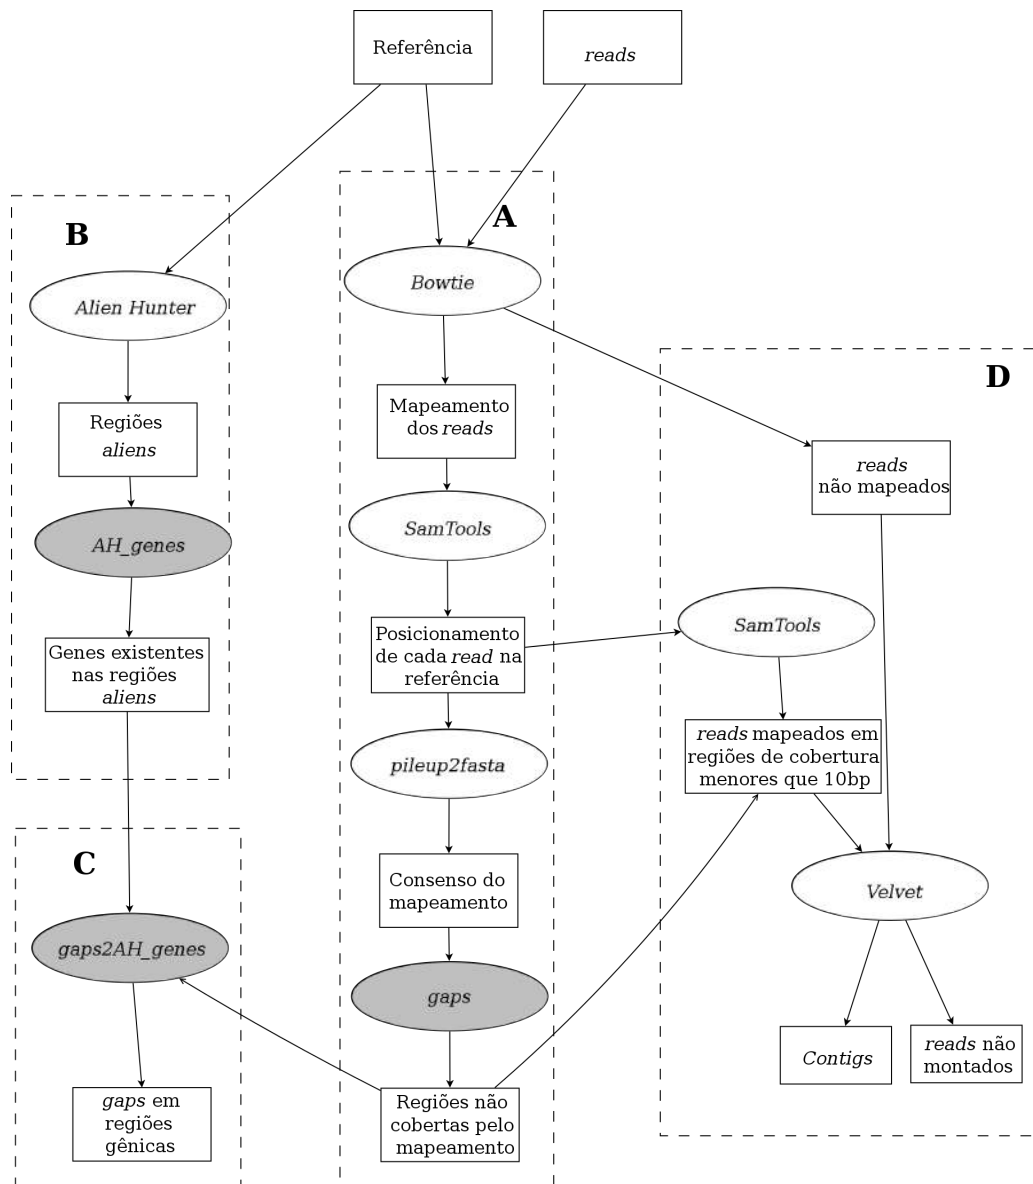 Referência
reads
A
B
Bowtie
Alien Hunter
D
Mapeamento
dos reads
Regiões
aliens
reads
não mapeados
SamTools
AH_genes
SamTools
Posicionamento
de cada read na
referência
Genes existentes
nas regiões
aliens
reads mapeados em
regiões de cobertura
menores que 10bp
pileup2fasta
C
Consenso do
mapeamento
Velvet
gaps2AH_genes
gaps
Contigs
reads não
montados
gaps em
regiões
gênicas
Regiões não
cobertas pelo
mapeamento